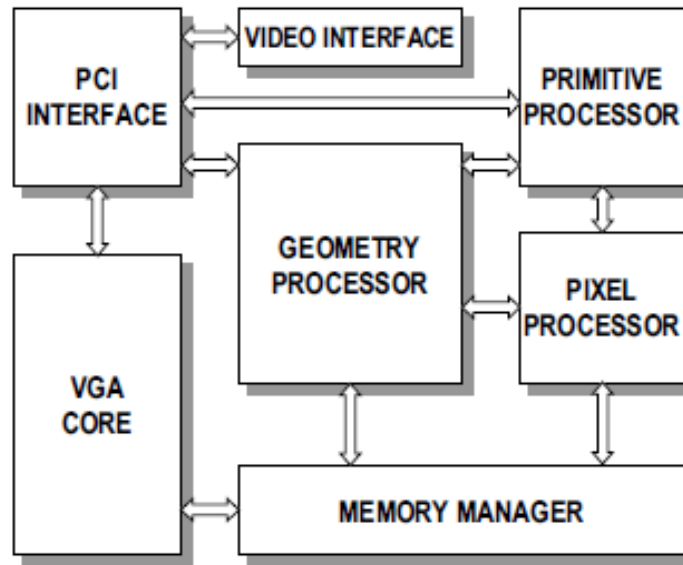 VIDEO INTERFACE
PCI
INTERFACE
PRIMITIVE
PROCESSOR
GEOMETRY
PROCESSOR
PIXEL
PROCESSOR
VGA
CORE
MEMORY MANAGER